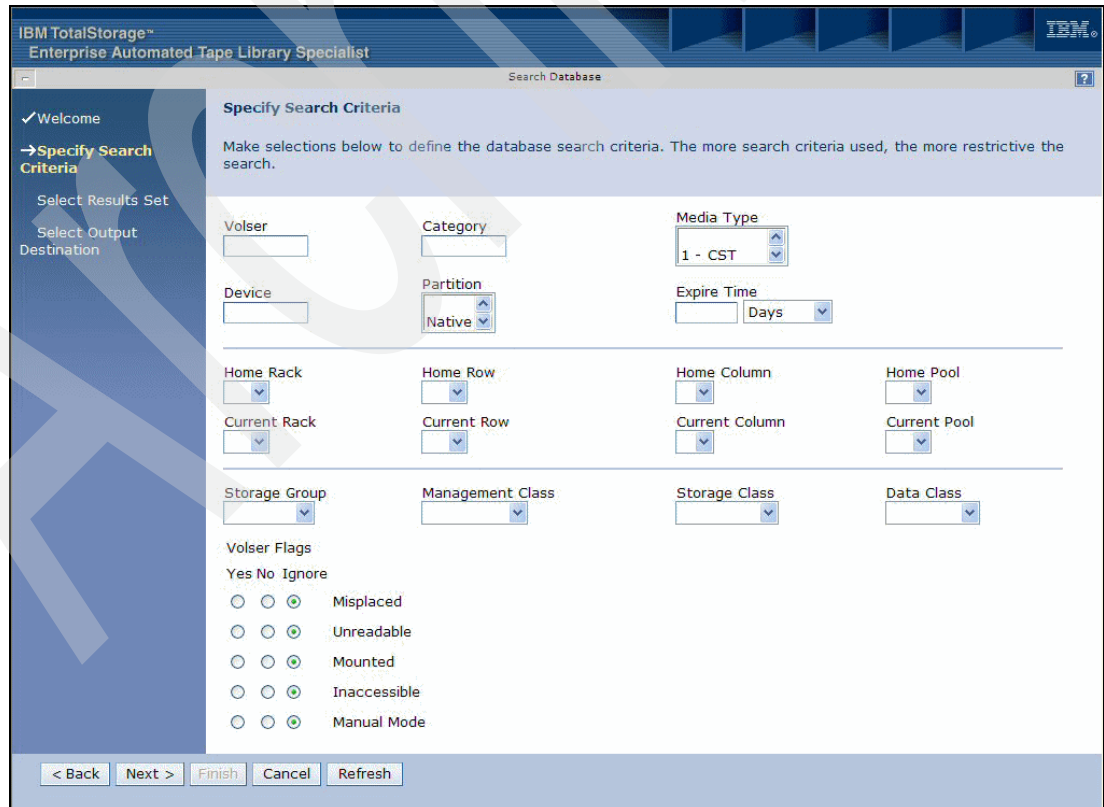 IBM TotalStorage™
Enterprise Automated Tape Library Specialist
IBM®
Search Database
?
✓Welcome
→Specify Search Criteria
Select Results Set
Select Output Destination
Specify Search Criteria
Make selections below to define the database search criteria. The more search criteria used, the more restrictive the
search.
Volser Category Media Type
1 - CST
Device Partition Expire Time
Native Days
Home Rack Home Row Home Column Home Pool
Current Rack Current Row Current Column Current Pool
Storage Group Management Class Storage Class Data Class
Volser Flags
Yes No Ignore
Misplaced
Unreadable
Mounted
Inaccessible
Manual Mode
< Back Next > Finish Cancel Refresh